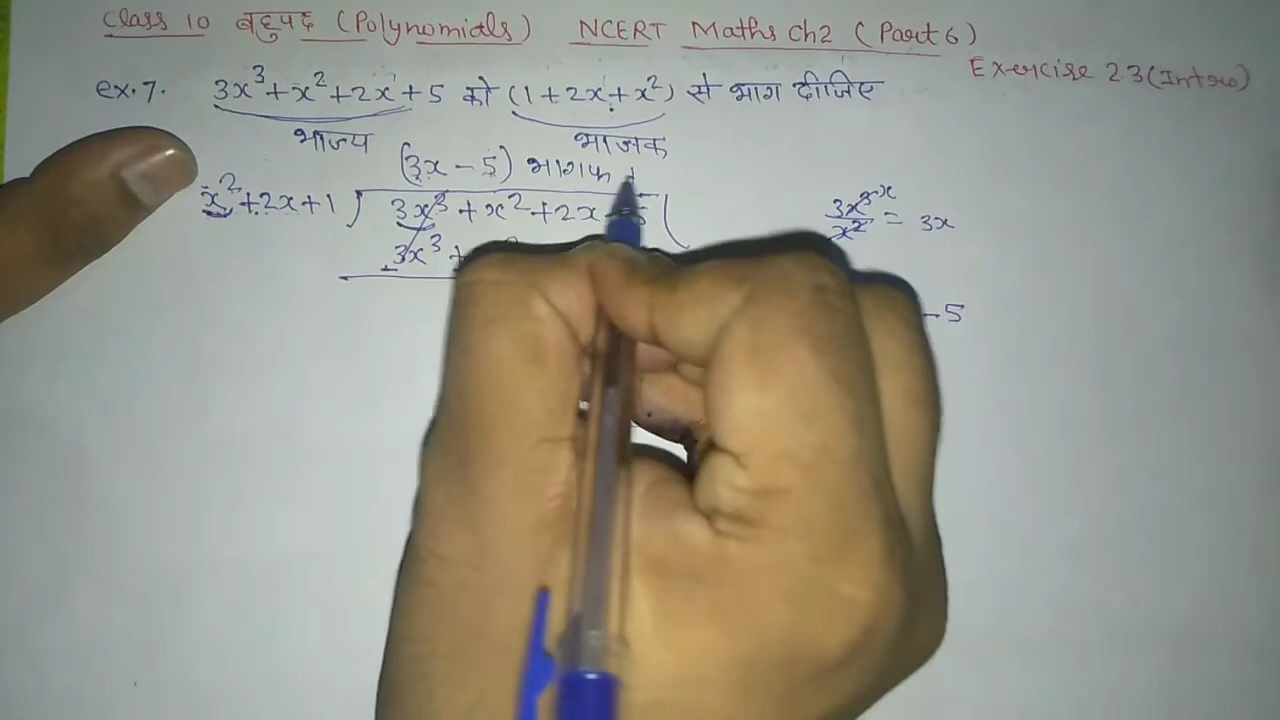 Class 10 बहुपद (Polynomials) NCERT Maths Ch2 (Part 6)
Exercise 2 3 (Intro)
ex. 7. 3x³+x²+2x+5 को (1+2x+x²) से भाग दीजिए
भाज्य भाजक
(3x-5) भागफ
x²+2x+1 ) 3x³+x²+2x 5 (
3x³/x² = 3x
3x³ +
-5